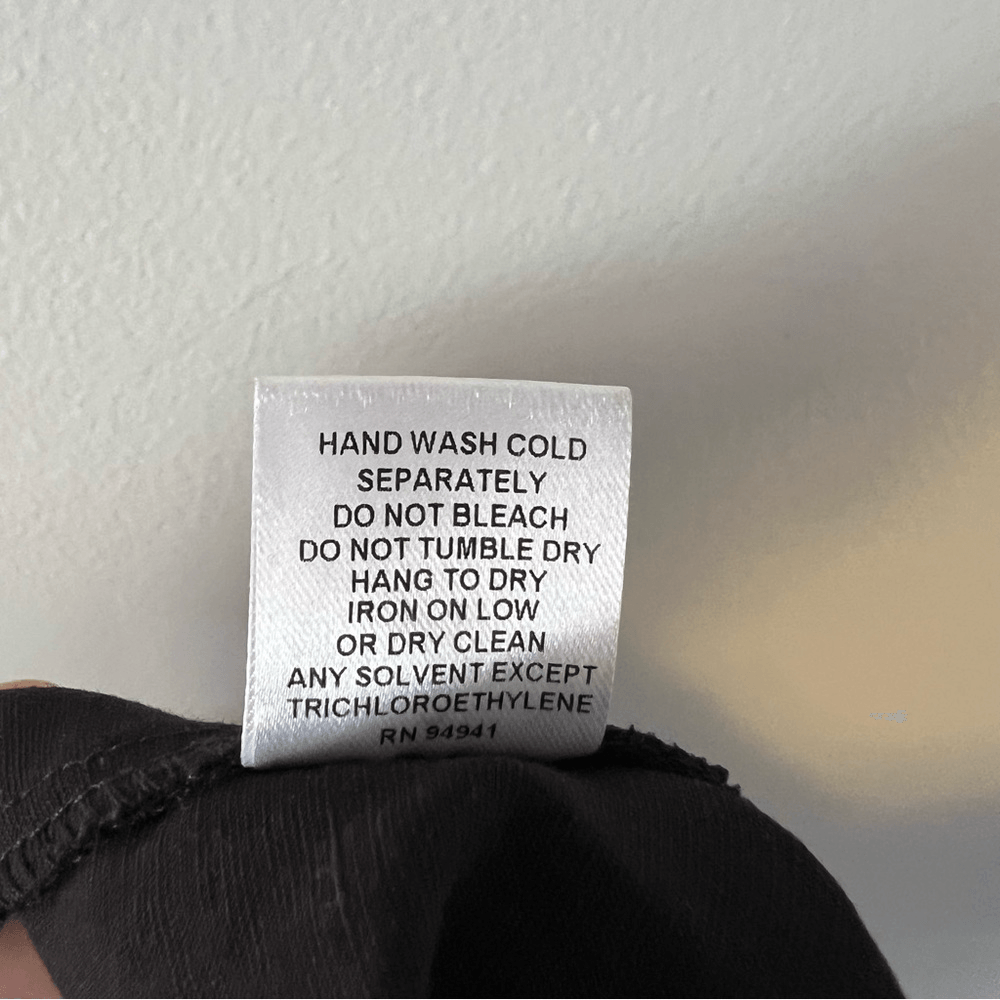 HAND WASH COLD
SEPARATELY
DO NOT BLEACH
DO NOT TUMBLE DRY
HANG TO DRY
IRON ON LOW
OR DRY CLEAN
ANY SOLVENT EXCEPT
TRICHLOROETHYLENE
RN 94941